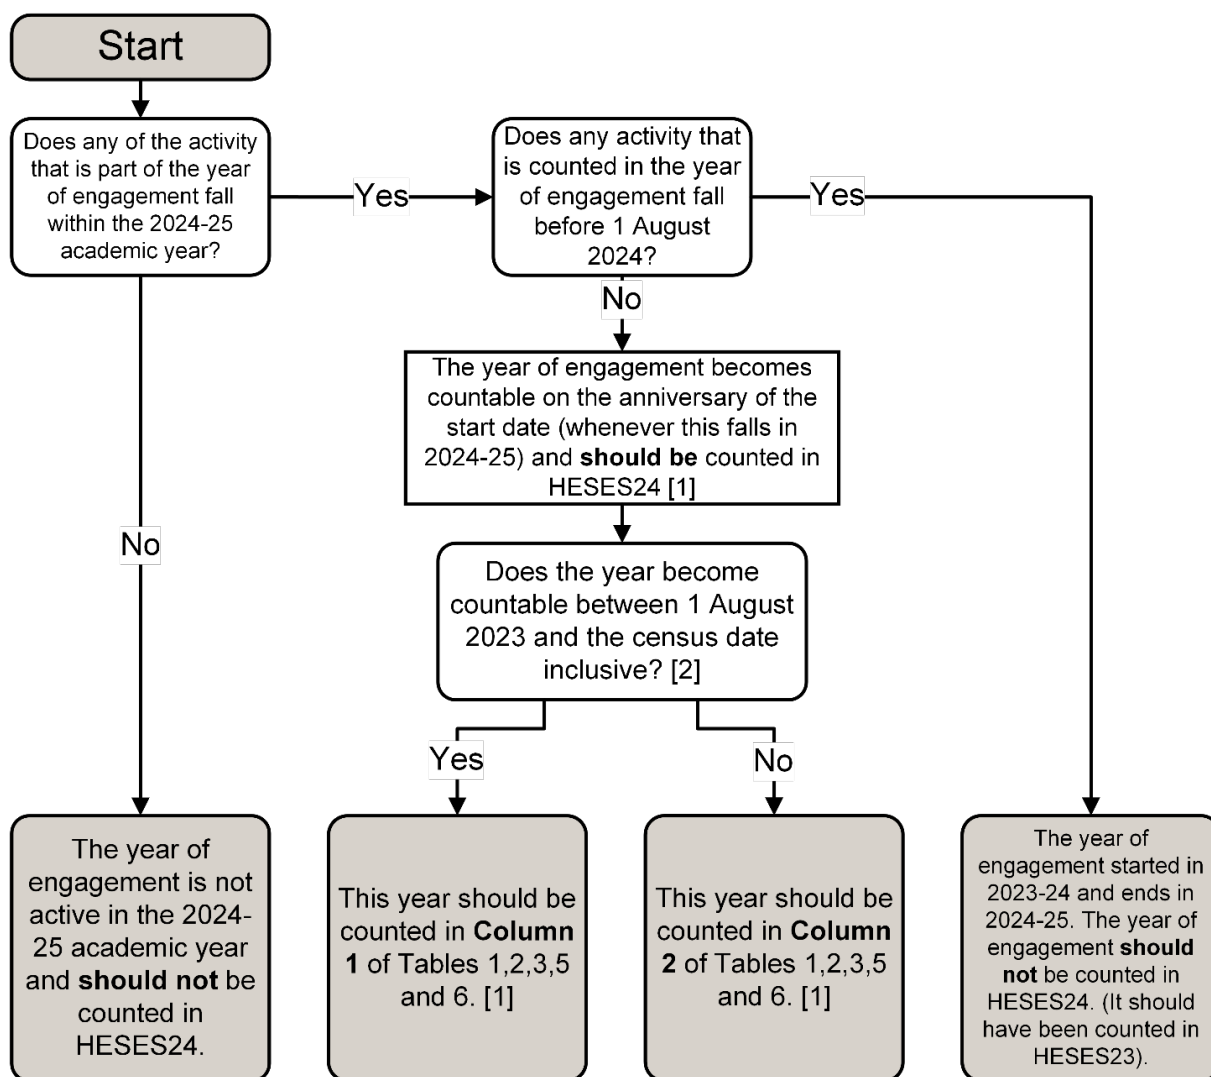 Start
Does any of the activity
that is part of the year
of engagement fall
within the 2024-25
academic year?
Yes
Does any activity that
is counted in the year
of engagement fall
before 1 August
2024?
Yes
No
The year of engagement becomes
countable on the anniversary of the
start date (whenever this falls in
2024-25) and should be counted in
HESES24 [1]
No
Does the year become
countable between 1 August
2023 and the census date
inclusive? [2]
Yes
No
The year of
engagement is not
active in the 2024-
25 academic year
and should not be
counted in
HESES24.
This year should be
counted in Column
1 of Tables 1,2,3,5
and 6. [1]
This year should be
counted in Column
2 of Tables 1,2,3,5
and 6. [1]
The year of
engagement started in
2023-24 and ends in
2024-25. The year of
engagement should
not be counted in
HESES24. (It should
have been counted in
HESES23).